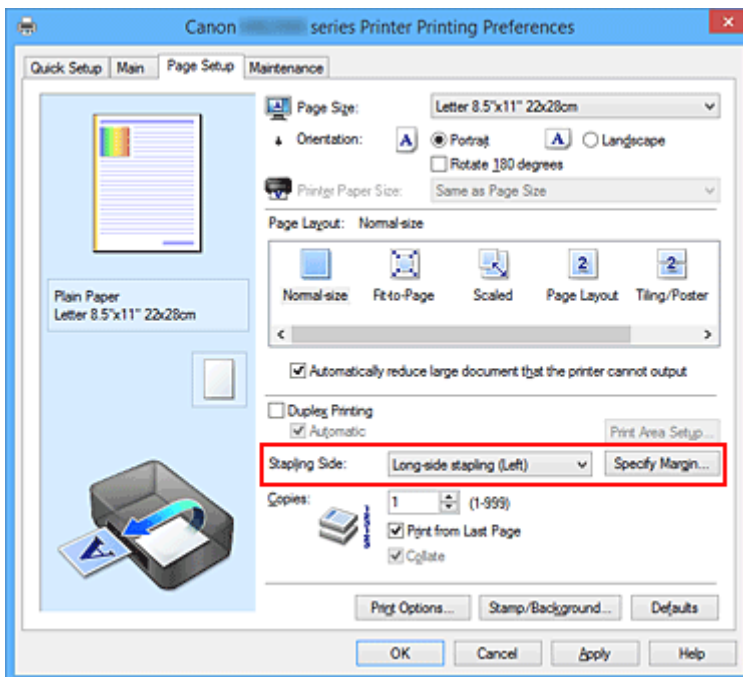 Canon series Printer Printing Preferences
Quick Setup Main Page Setup Maintenance
Page Size: Letter 8.5"x11" 22x28cm
Orientation: A Portrait A Landscape
Rotate 180 degrees
Printer Paper Size: Same as Page Size
Page Layout: Normal-size
2 2
Normal-size Fit-to-Page Scaled Page Layout Tiling/Poster
Plain Paper
Letter 8.5"x11" 22x28cm
Automatically reduce large document that the printer cannot output
Duplex Printing
Automatic Print Area Setup...
Stapling Side: Long-side stapling (Left) Specify Margin...
Copies: 1 (1-999)
Print from Last Page
Collate
A
Print Options... Stamp/Background... Defaults
OK Cancel Apply Help